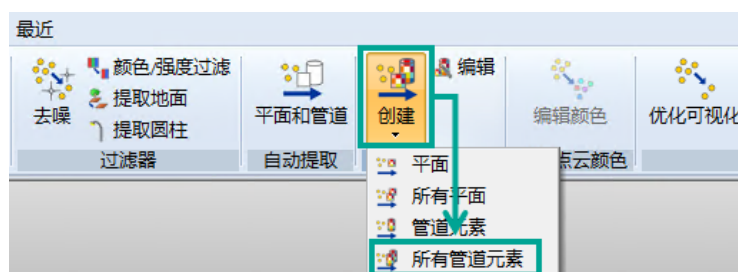 最近
去噪
颜色/强度过滤
提取地面
提取圆柱
过滤器
平面和管道
自动提取
创建
编辑
编辑颜色
点云颜色
优化可视化
平面
所有平面
管道元素
所有管道元素